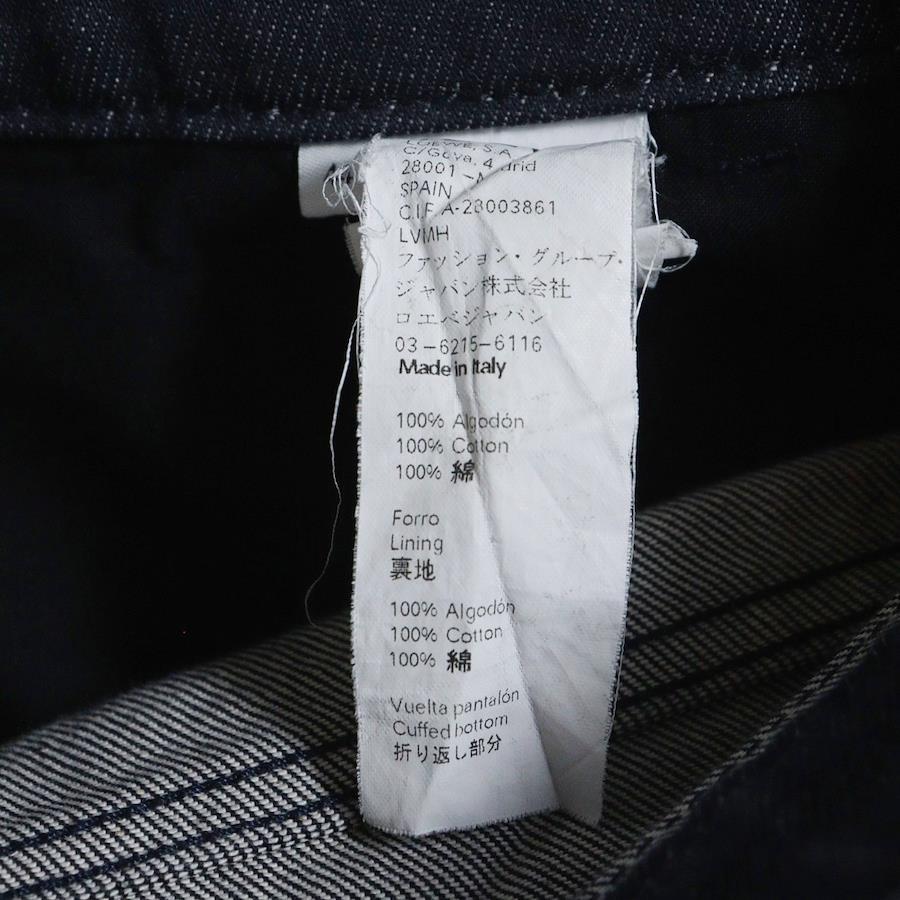 LOEWE, S.A.
C/Goya, 4 Madrid
28001 - Madrid
SPAIN
C.I.F. A-28003861
LVMH
ファッション・グループ・
ジャパン株式会社
ロエベジャパン
03-6215-6116
Made in Italy
100% Algodón
100% Cotton
100% 綿
Forro
Lining
裏地
100% Algodón
100% Cotton
100% 綿
Vuelta pantalón
Cuffed bottom
折り返し部分